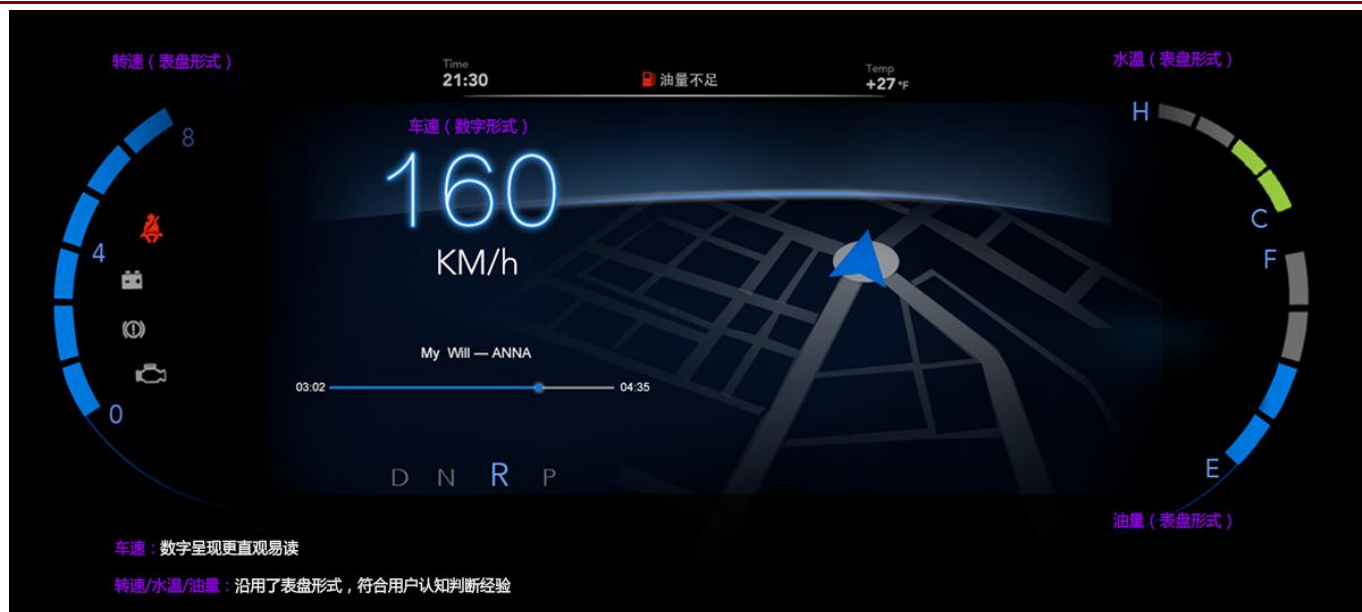 转速（表盘形式）
水温（表盘形式）
Time
21:30
油量不足
Temp
+27 °F
车速（数字形式）
160
KM/h
8
4
0
H
C
F
E
My Will — ANNA
03:02
04:35
D N R P
油量（表盘形式）
车速：数字呈现更直观易读
转速/水温/油量：沿用了表盘形式，符合用户认知判断经验